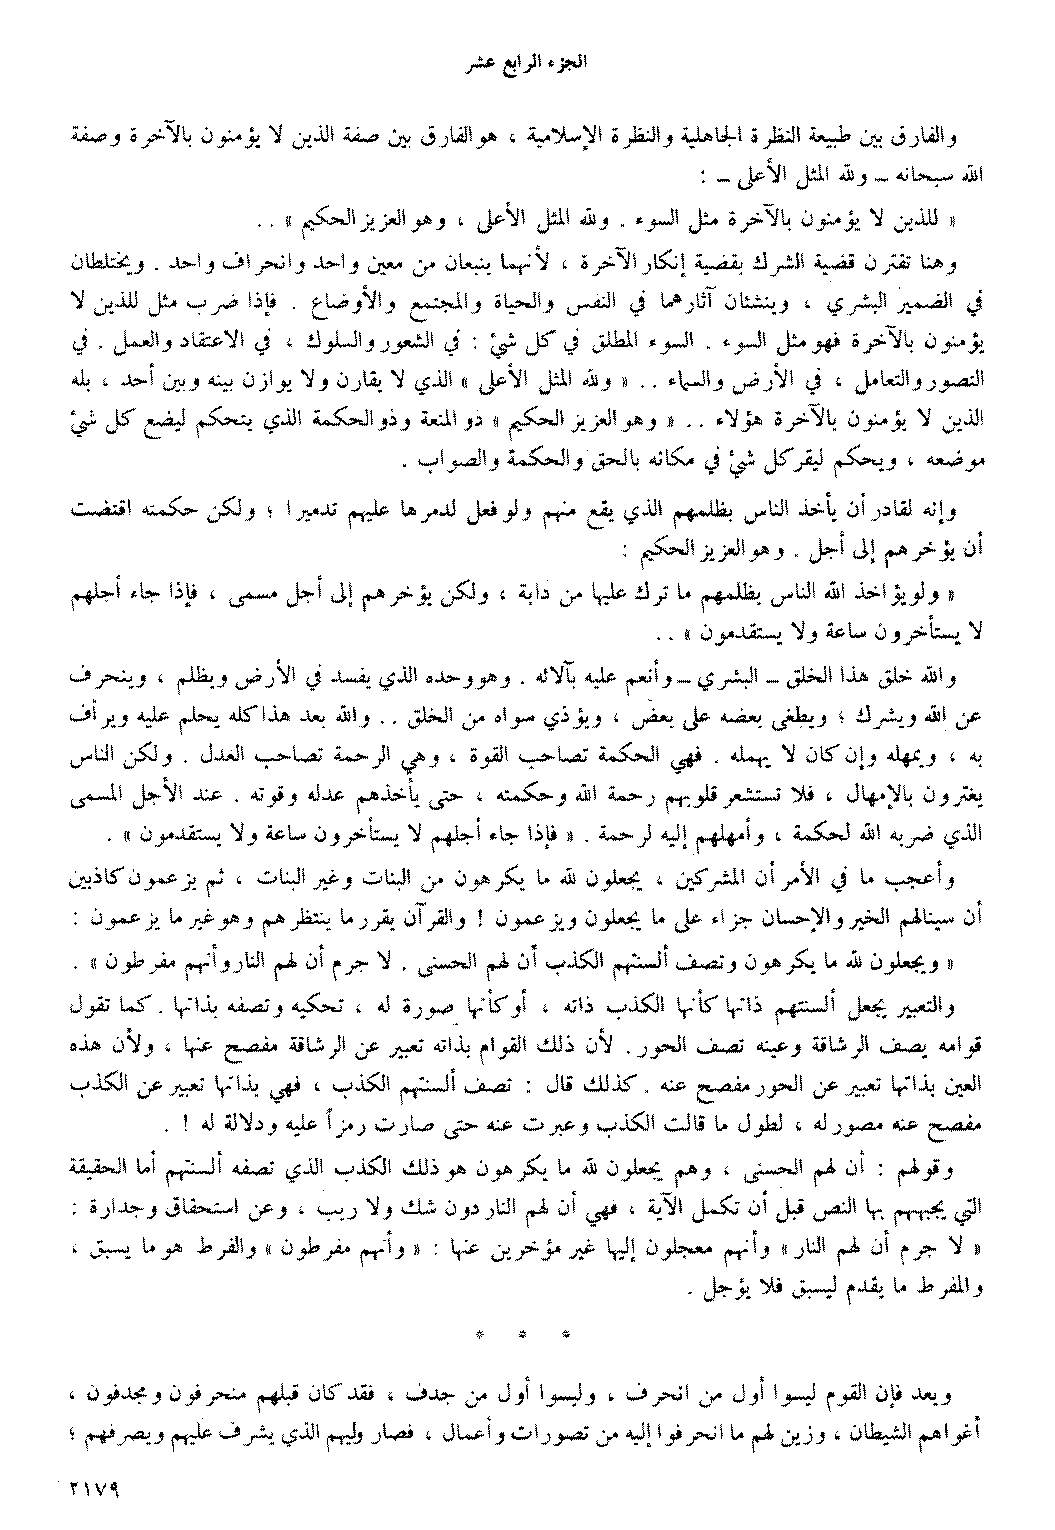 الجزء الرابع عشر
والفارق بين طبيعة النظرة الجاهلية والنظرة الإسلامية ، هو الفارق بين صفة الذين لا يؤمنون بالآخرة وصفة
الله سبحانه – ولله المثل الأعلى – :
« للذين لا يؤمنون بالآخرة مثل السوء . ولله المثل الأعلى ، وهو العزيز الحكيم » . .
وهنا تقترن قضية الشرك بقضية إنكار الآخرة ، لأنهما ينبعان من معين واحد وانحراف واحد . ويختلطان
في الضمير البشري ، وينشئان آثارهما في النفس والحياة والمجتمع والأوضاع . فإذا ضرب مثل للذين لا
يؤمنون بالآخرة فهو مثل السوء . السوء المطلق في كل شيء : في الشعور والسلوك ، في الاعتقاد والعمل . في
التصور والتعامل ، في الأرض والسماء . . « ولله المثل الأعلى » الذي لا يقارن ولا يوازن بينه وبين أحد ، بله
الذين لا يؤمنون بالآخرة هؤلاء . . « وهو العزيز الحكيم » ذو المنعة وذو الحكمة الذي يتحكم ليضع كل شيء
موضعه ، ويحكم ليقر كل شيء في مكانه بالحق والحكمة والصواب .
وإنه لقادر أن يأخذ الناس بظلمهم الذي يقع منهم ولو فعل لدمرها عليهم تدميرا ؛ ولكن حكمته اقتضت
أن يؤخرهم إلى أجل . وهو العزيز الحكيم :
« ولو يؤاخذ الله الناس بظلمهم ما ترك عليها من دابة ، ولكن يؤخرهم إلى أجل مسمى ، فإذا جاء أجلهم
لا يستأخرون ساعة ولا يستقدمون » . .
والله خلق هذا الخلق – البشري – وأنعم عليه بآلائه . وهو وحده الذي يفسد في الأرض ويظلم ، وينحرف
عن الله ويشرك ؛ ويطغى بعضه على بعض ، ويؤذي سواه من الخلق . . والله بعد هذا كله يحلم عليه ويرأف
به ، ويمهله وإن كان لا يهمله . فهي الحكمة تصاحب القوة ، وهي الرحمة تصاحب العدل . ولكن الناس
يغترون بالإمهال ، فلا تستشعر قلوبهم رحمة الله وحكمته ، حتى يأخذهم عدله وقوته . عند الأجل المسمى
الذي ضربه الله لحكمة ، وأمهلهم إليه لرحمة . « فإذا جاء أجلهم لا يستأخرون ساعة ولا يستقدمون » .
وأعجب ما في الأمر أن المشركين ، يجعلون لله ما يكرهون من البنات وغير البنات ، ثم يزعمون كاذبين
أن سينالهم الخير والإحسان جزاء على ما يجعلون ويزعمون ! والقرآن يقرر ما ينتظرهم وهو غير ما يزعمون :
« ويجعلون لله ما يكرهون وتصف ألسنتهم الكذب أن لهم الحسنى . لا جرم أن لهم النار وأنهم مفرطون » .
والتعبير يجعل ألسنتهم ذاتها كأنها الكذب ذاته ، أو كأنها صورة له ، تحكيه وتصفه بذاتها . كما تقول
قوامه يصف الرشاقة وعينه تصف الحور . لأن ذلك القوام بذاته تعبير عن الرشاقة مفصح عنها ، ولأن هذه
العين بذاتها تعبير عن الحور مفصح عنه . كذلك قال : تصف ألسنتهم الكذب ، فهي بذاتها تعبير عن الكذب
مفصح عنه مصور له ، لطول ما قالت الكذب وعبرت عنه حتى صارت رمزاً عليه ودلالة له ! .
وقولهم : أن لهم الحسنى ، وهم يجعلون لله ما يكرهون هو ذلك الكذب الذي تصفه ألسنتهم أما الحقيقة
التي يجبههم بها النص قبل أن تكمل الآية ، فهي أن لهم النار دون شك ولا ريب ، وعن استحقاق وجدارة :
« لا جرم أن لهم النار » وأنهم معجلون إليها غير مؤخرين عنها : « وأنهم مفرطون » والفرط هو ما يسبق ،
والمفرط ما يقدم ليسبق فلا يؤجل .
* * *
وبعد فإن القوم ليسوا أول من انحرف ، وليسوا أول من جدف ، فقد كان قبلهم منحرفون ومجدفون ،
أغواهم الشيطان ، وزين لهم ما انحرفوا إليه من تصورات وأعمال ، فصار وليهم الذي يشرف عليهم ويصرفهم ؛
٢١٧٩